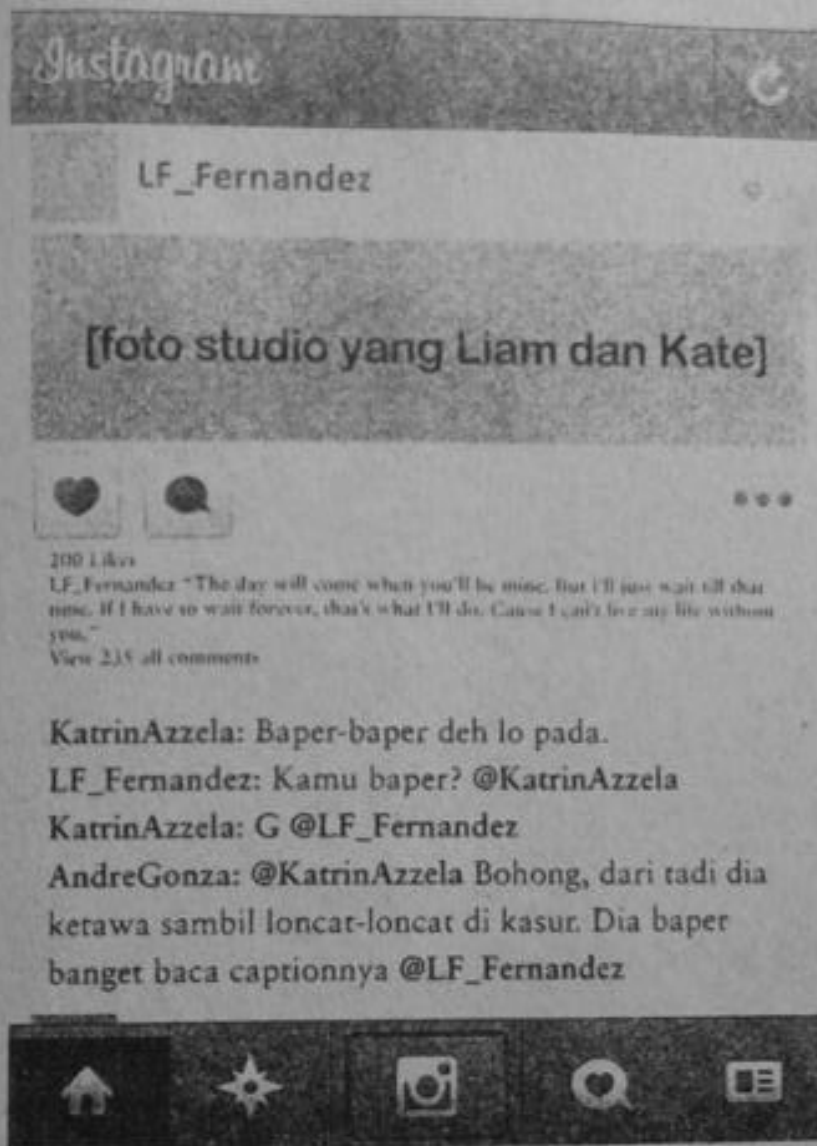 Instagram
LF_Fernandez
[foto studio yang Liam dan Kate]
200 Likes
LF_Fernandez "The day will come when you'll be mine. But i'll just wait till that
time. If I have to wait forever, that's what I'll do. Cause I can't live my life without
you."
View 235 all comments
KatrinAzzela: Baper-baper deh lo pada.
LF_Fernandez: Kamu baper? @KatrinAzzela
KatrinAzzela: G @LF_Fernandez
AndreGonza: @KatrinAzzela Bohong, dari tadi dia
ketawa sambil loncat-loncat di kasur. Dia baper
banget baca captionnya @LF_Fernandez